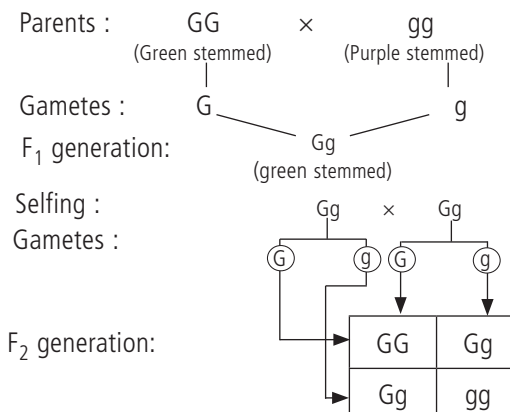 Parents : GG × gg
(Green stemmed) (Purple stemmed)
Gametes : G g
F₁ generation: Gg
(green stemmed)
Selfing : Gg × Gg
Gametes :
G g G g
F₂ generation: GG Gg
Gg gg